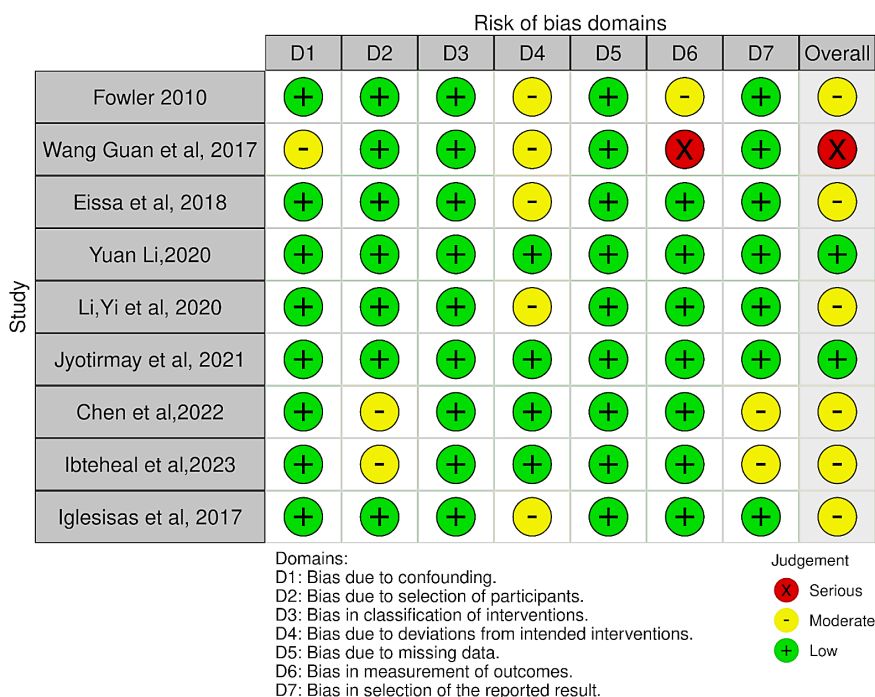 Risk of bias domains
D1 D2 D3 D4 D5 D6 D7 Overall
Fowler 2010 + + + - + - + -
Wang Guan et al, 2017 - + + - + X + X
Eissa et al, 2018 + + + - + + + -
Yuan Li,2020 + + + + + + + +
Study
Li,Yi et al, 2020 + + + - + + + -
Jyotirmay et al, 2021 + + + + + + + +
Chen et al,2022 + - + + + + - -
Ibteheal et al,2023 + - + + + + - -
Iglesisas et al, 2017 + + + - + + + -
Domains:
D1: Bias due to confounding.
D2: Bias due to selection of participants.
D3: Bias in classification of interventions.
D4: Bias due to deviations from intended interventions.
D5: Bias due to missing data.
D6: Bias in measurement of outcomes.
D7: Bias in selection of the reported result.
Judgement
X Serious
- Moderate
+ Low